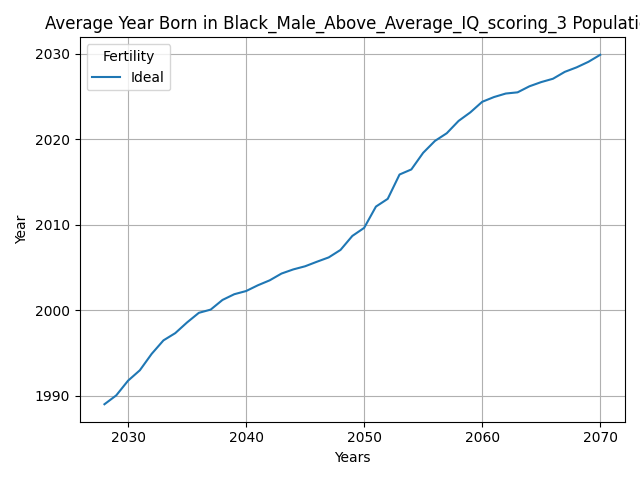 Average Year Born in Black_Male_Above_Average_IQ_scoring_3 Populati
Fertility
Ideal
2030
2020
2010
2000
1990
Year
2030 2040 2050 2060 2070
Years